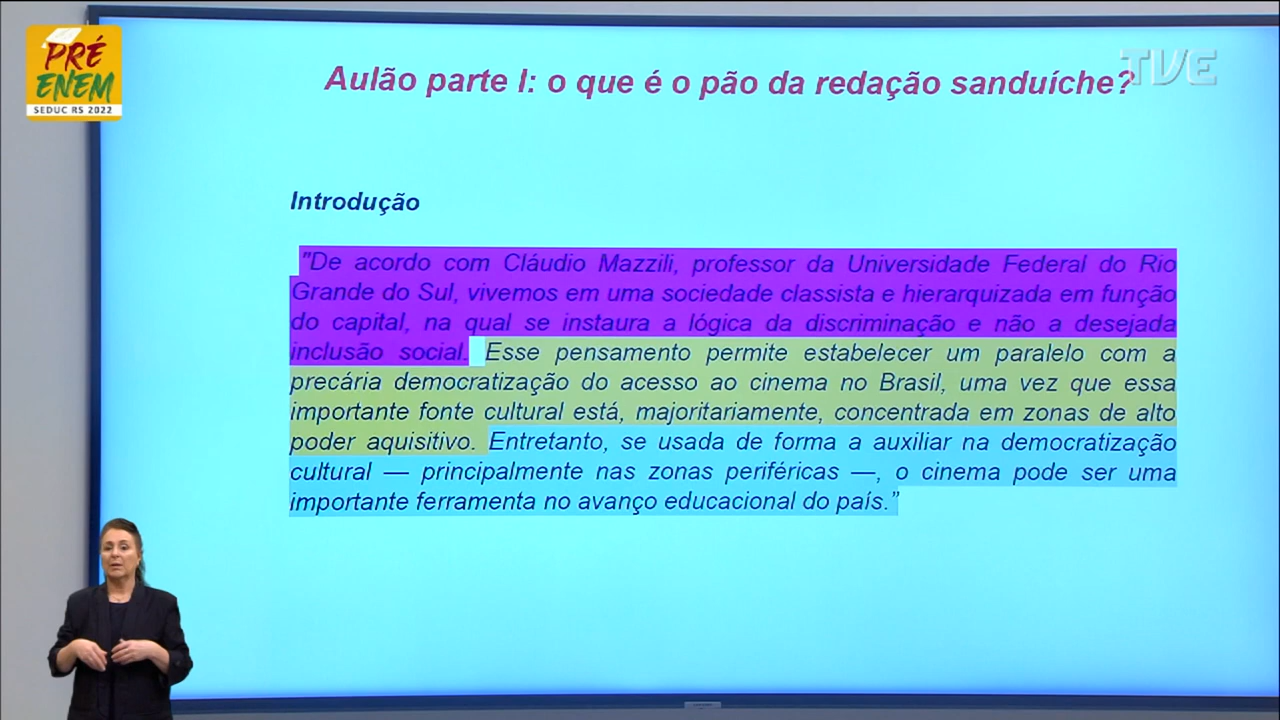 PRÉ
ENEM
SEDUC RS 2022
TVE
Aulão parte I: o que é o pão da redação sanduíche?
Introdução
"De acordo com Cláudio Mazzili, professor da Universidade Federal do Rio
Grande do Sul, vivemos em uma sociedade classista e hierarquizada em função
do capital, na qual se instaura a lógica da discriminação e não a desejada
inclusão social. Esse pensamento permite estabelecer um paralelo com a
precária democratização do acesso ao cinema no Brasil, uma vez que essa
importante fonte cultural está, majoritariamente, concentrada em zonas de alto
poder aquisitivo. Entretanto, se usada de forma a auxiliar na democratização
cultural — principalmente nas zonas periféricas —, o cinema pode ser uma
importante ferramenta no avanço educacional do país.”